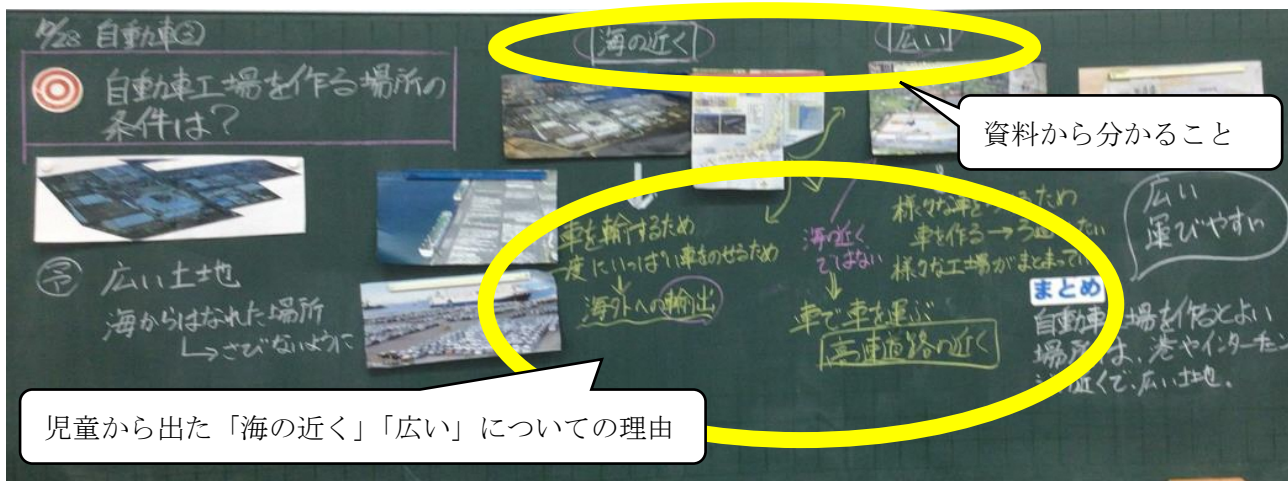 9/28 自動車③
自動車工場を作る場所の
条件は？
予 広い土地
海からはなれた場所
↳さびないように
海の近く
広い
資料から分かること
車を輸行するため
一度にいっぱい車をのせるため
↓
海外への輸出
海の近く
ではない
車で車を運ぶ
高速道路の近く
様々な車を
ため
車を作る→
様々な工場がまとまってい
広い
運びやすい
まとめ
自動車工場を作るとよい
場所は、港やインターチェン
近くで、広い土地。
児童から出た「海の近く」「広い」についての理由